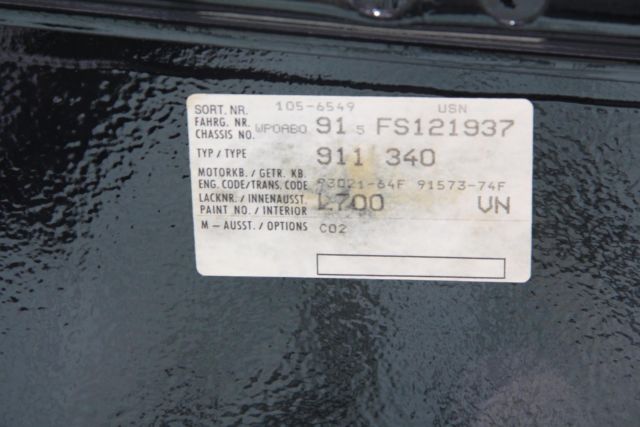 SORT. NR. 105-6549 USN
FAHRG. NR.
CHASSIS NO. WP0AB0 91 5 FS121937
TYP / TYPE 911 340
MOTORKB. / GETR. KB.
ENG. CODE/TRANS. CODE 93021-64F 91573-74F
LACKNR. / INNENAUSST. L700 VN
PAINT NO. / INTERIOR
M – AUSST. / OPTIONS C02